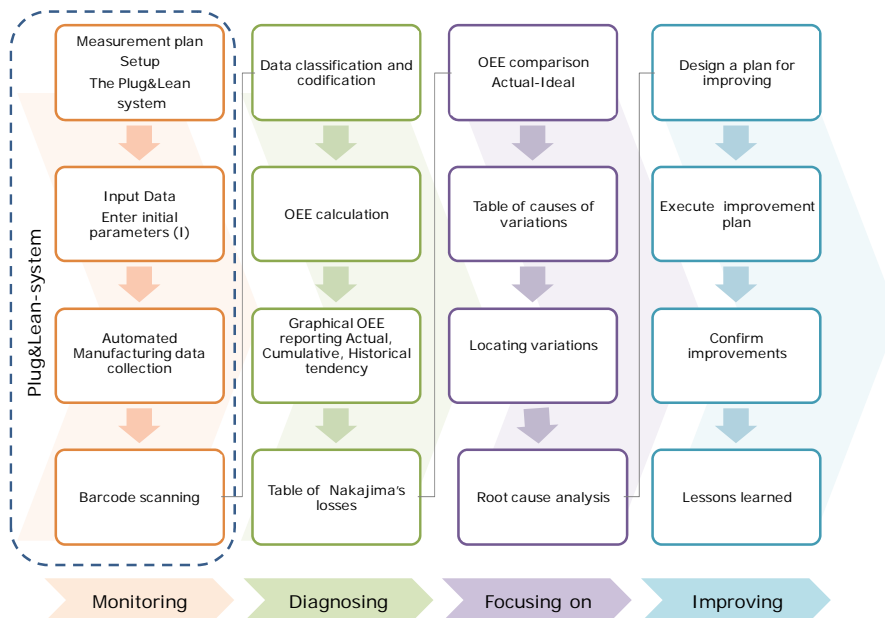 Plug&Lean-system
Measurement plan
Setup
The Plug&Lean
system
Input Data
Enter initial
parameters (I)
Automated
Manufacturing data
collection
Barcode scanning
Data classification and
codification
OEE calculation
Graphical OEE
reporting Actual,
Cumulative, Historical
tendency
Table of Nakajima's
losses
OEE comparison
Actual-Ideal
Table of causes of
variations
Locating variations
Root cause analysis
Design a plan for
improving
Execute improvement
plan
Confirm
improvements
Lessons learned
Monitoring
Diagnosing
Focusing on
Improving